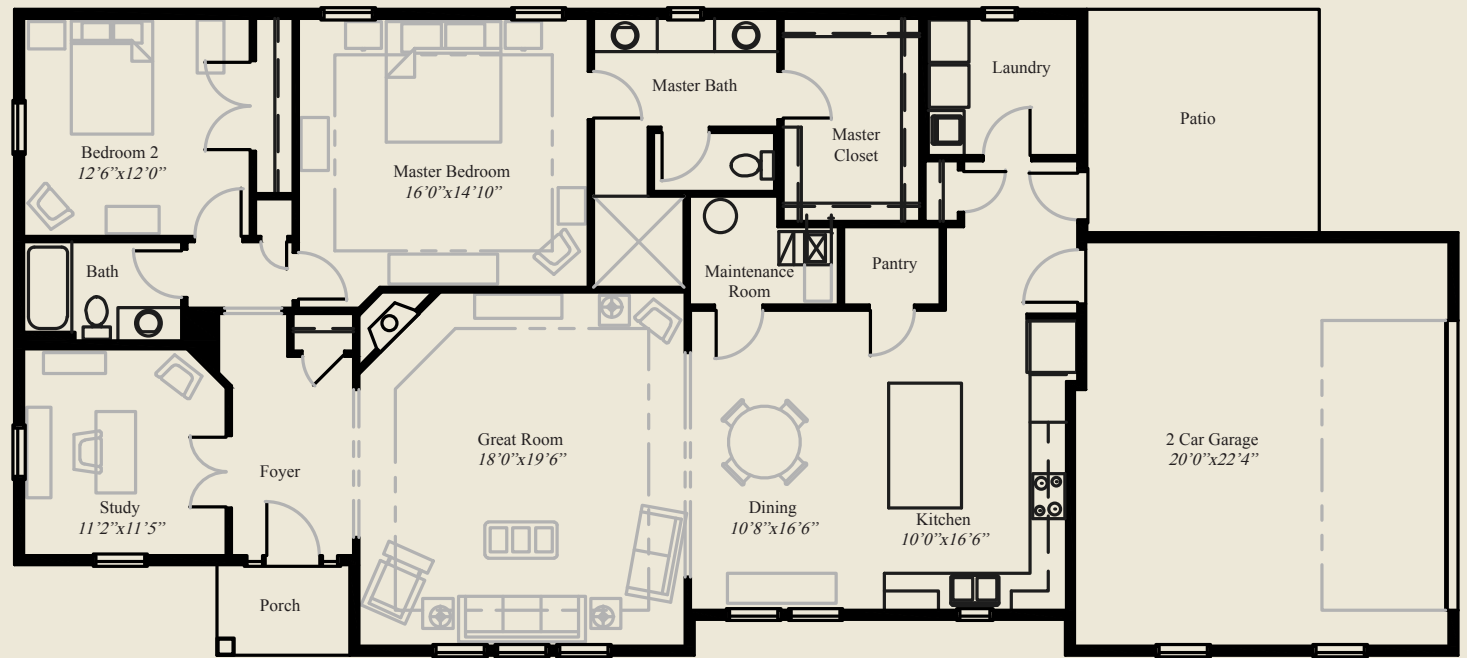 Bedroom 2
12’6”x12’0”
Master Bedroom
16’0”x14’10”
Master Bath
Master
Closet
Laundry
Patio
Bath
Maintenance
Room
Pantry
Great Room
18’0”x19’6”
Foyer
Study
11’2”x11’5”
Dining
10’8”x16’6”
Kitchen
10’0”x16’6”
2 Car Garage
20’0”x22’4”
Porch